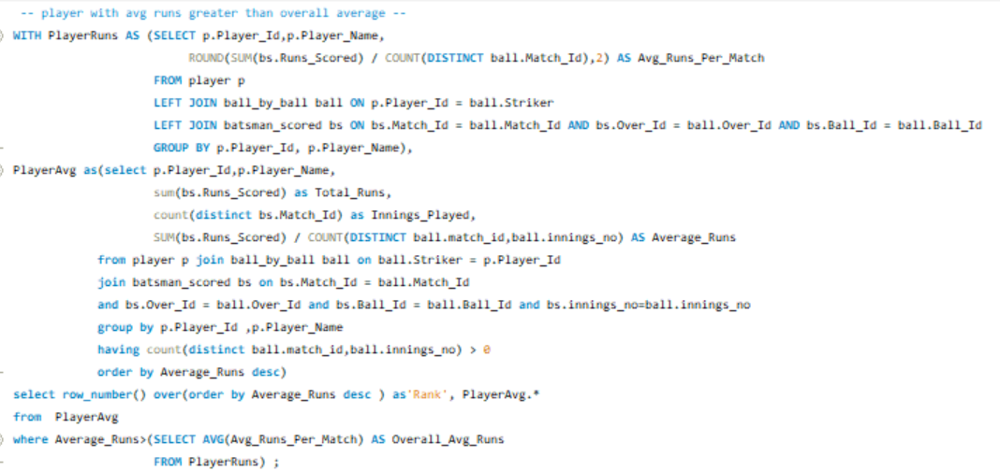 -- player with avg runs greater than overall average --
WITH PlayerRuns AS (SELECT p.Player_Id,p.Player_Name,
ROUND(SUM(bs.Runs_Scored) / COUNT(DISTINCT ball.Match_Id),2) AS Avg_Runs_Per_Match
FROM player p
LEFT JOIN ball_by_ball ball ON p.Player_Id = ball.Striker
LEFT JOIN batsman_scored bs ON bs.Match_Id = ball.Match_Id AND bs.Over_Id = ball.Over_Id AND bs.Ball_Id = ball.Ball_Id
GROUP BY p.Player_Id, p.Player_Name),
PlayerAvg as(select p.Player_Id,p.Player_Name,
sum(bs.Runs_Scored) as Total_Runs,
count(distinct bs.Match_Id) as Innings_Played,
SUM(bs.Runs_Scored) / COUNT(DISTINCT ball.match_id,ball.innings_no) AS Average_Runs
from player p join ball_by_ball ball on ball.Striker = p.Player_Id
join batsman_scored bs on bs.Match_Id = ball.Match_Id
and bs.Over_Id = ball.Over_Id and bs.Ball_Id = ball.Ball_Id and bs.innings_no=ball.innings_no
group by p.Player_Id ,p.Player_Name
having count(distinct ball.match_id,ball.innings_no) > 0
order by Average_Runs desc)
select row_number() over(order by Average_Runs desc ) as'Rank', PlayerAvg.*
from  PlayerAvg
where Average_Runs>(SELECT AVG(Avg_Runs_Per_Match) AS Overall_Avg_Runs
FROM PlayerRuns) ;